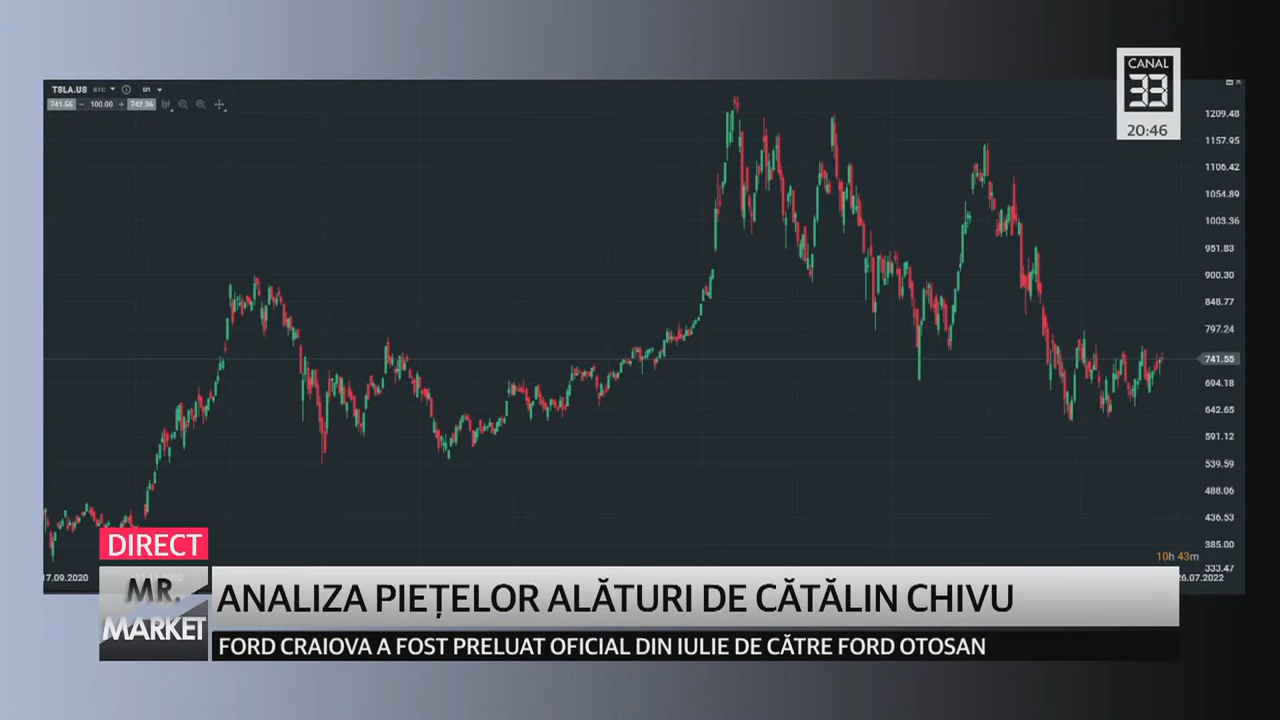 CANAL
33
20:46
TSLA.US
741.55 − 100.00 + 742.36
1209.48
1157.95
1106.42
1054.89
1003.36
951.83
900.30
848.77
797.24
741.55
694.18
642.65
591.12
539.59
488.06
436.53
385.00
333.47
10h 43m
17.09.2020
26.07.2022
DIRECT
MR.
MARKET
ANALIZA PIEȚELOR ALĂTURI DE CĂTĂLIN CHIVU
FORD CRAIOVA A FOST PRELUAT OFICIAL DIN IULIE DE CĂTRE FORD OTOSAN